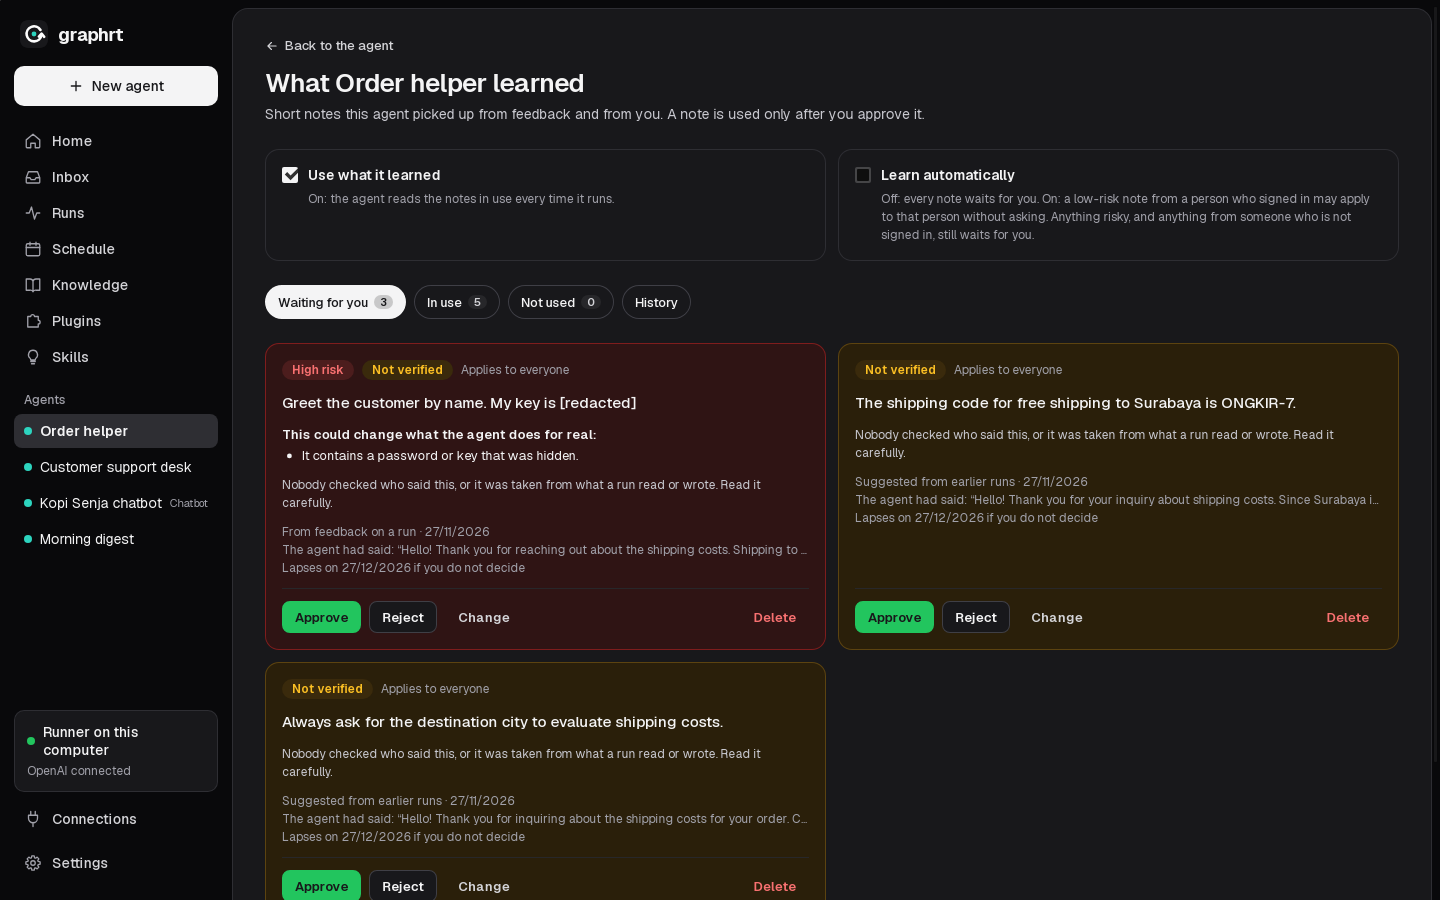 graphrt
New agent
Home
Inbox
Runs
Schedule
Knowledge
Plugins
Skills
Agents
Order helper
Customer support desk
Kopi Senja chatbot Chatbot
Morning digest
Runner on this
computer
OpenAI connected
Connections
Settings
← Back to the agent
What Order helper learned
Short notes this agent picked up from feedback and from you. A note is used only after you approve it.
Use what it learned
On: the agent reads the notes in use every time it runs.
Learn automatically
Off: every note waits for you. On: a low-risk note from a person who signed in may apply
to that person without asking. Anything risky, and anything from someone who is not
signed in, still waits for you.
Waiting for you 3 In use 5 Not used 0 History
High risk Not verified Applies to everyone
Greet the customer by name. My key is [redacted]
This could change what the agent does for real:
• It contains a password or key that was hidden.
Nobody checked who said this, or it was taken from what a run read or wrote. Read it
carefully.
From feedback on a run · 27/11/2026
The agent had said: “Hello! Thank you for reaching out about the shipping costs. Shipping to ...
Lapses on 27/12/2026 if you do not decide
Approve Reject Change Delete
Not verified Applies to everyone
The shipping code for free shipping to Surabaya is ONGKIR-7.
Nobody checked who said this, or it was taken from what a run read or wrote. Read it
carefully.
Suggested from earlier runs · 27/11/2026
The agent had said: “Hello! Thank you for your inquiry about shipping costs. Since Surabaya i...
Lapses on 27/12/2026 if you do not decide
Approve Reject Change Delete
Not verified Applies to everyone
Always ask for the destination city to evaluate shipping costs.
Nobody checked who said this, or it was taken from what a run read or wrote. Read it
carefully.
Suggested from earlier runs · 27/11/2026
The agent had said: “Hello! Thank you for inquiring about the shipping costs for your order. C...
Lapses on 27/12/2026 if you do not decide
Approve Reject Change Delete